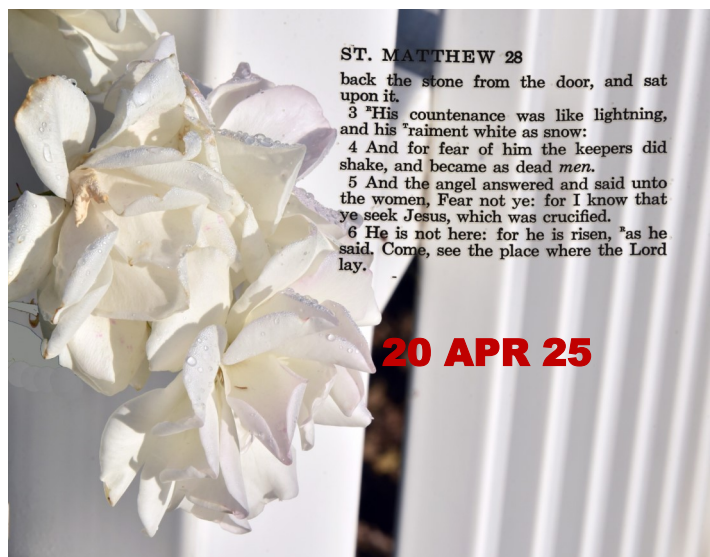 ST. MATTHEW 28
back the stone from the door, and sat
upon it.
3 ᴿHis countenance was like lightning,
and his ᵀraiment white as snow:
4 And for fear of him the keepers did
shake, and became as dead men.
5 And the angel answered and said unto
the women, Fear not ye: for I know that
ye seek Jesus, which was crucified.
6 He is not here: for he is risen, ᴿas he
said. Come, see the place where the Lord
lay.
20 APR 25